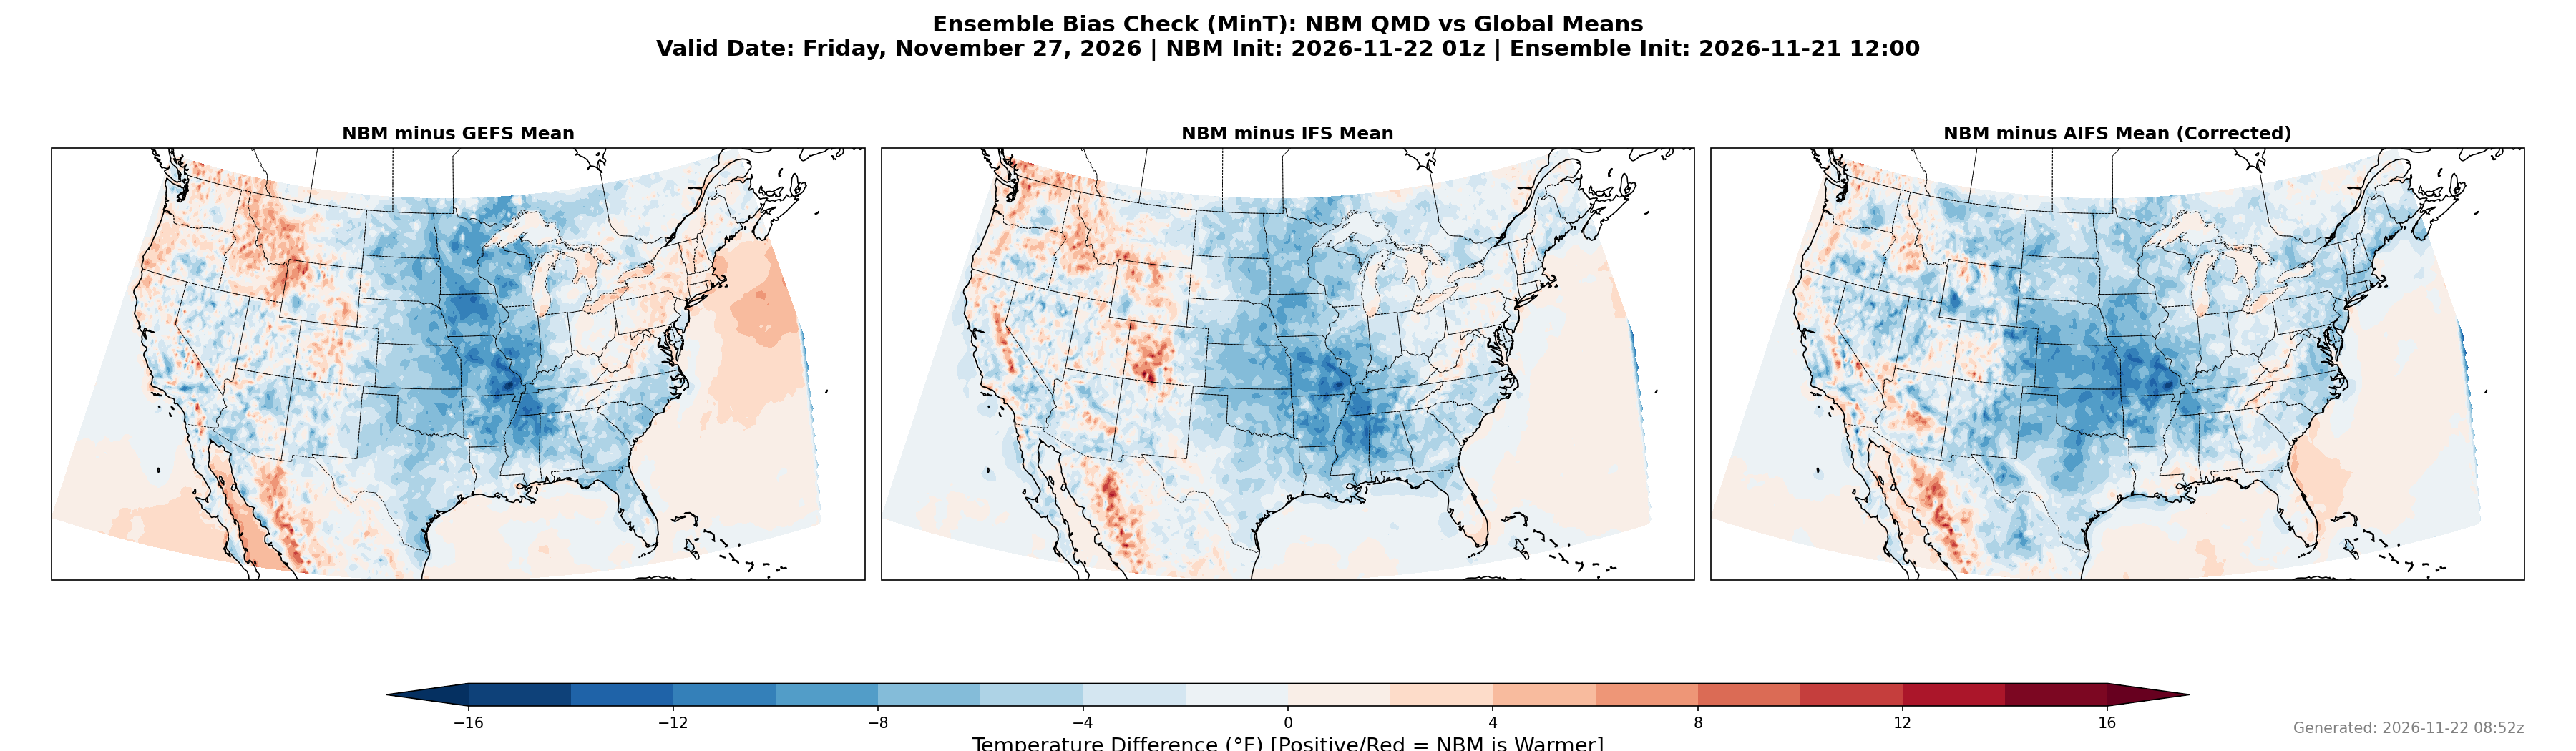 Ensemble Bias Check (MinT): NBM QMD vs Global Means
Valid Date: Friday, November 27, 2026 | NBM Init: 2026-11-22 01z | Ensemble Init: 2026-11-21 12:00
NBM minus GEFS Mean
NBM minus IFS Mean
NBM minus AIFS Mean (Corrected)
−16 −12 −8 −4 0 4 8 12 16
Generated: 2026-11-22 08:52z
Temperature Difference (°F) [Positive/Red = NBM is Warmer]